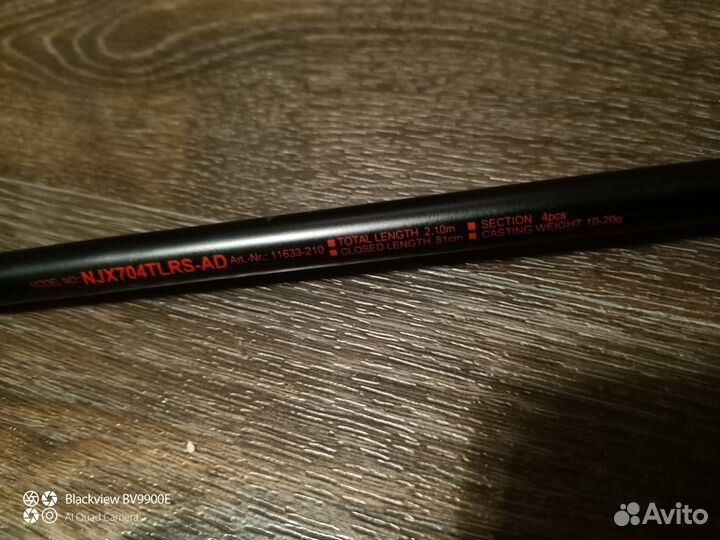 MODEL NO: NJX704TLRS-AD Art.-Nr.: 11633-210 ■ TOTAL LENGTH 2.10m ■ SECTION 4pcs
■ CLOSED LENGTH 81cm ■ CASTING WEIGHT 10-20g
Blackview BV9900E
AI Quad Camera
Avito